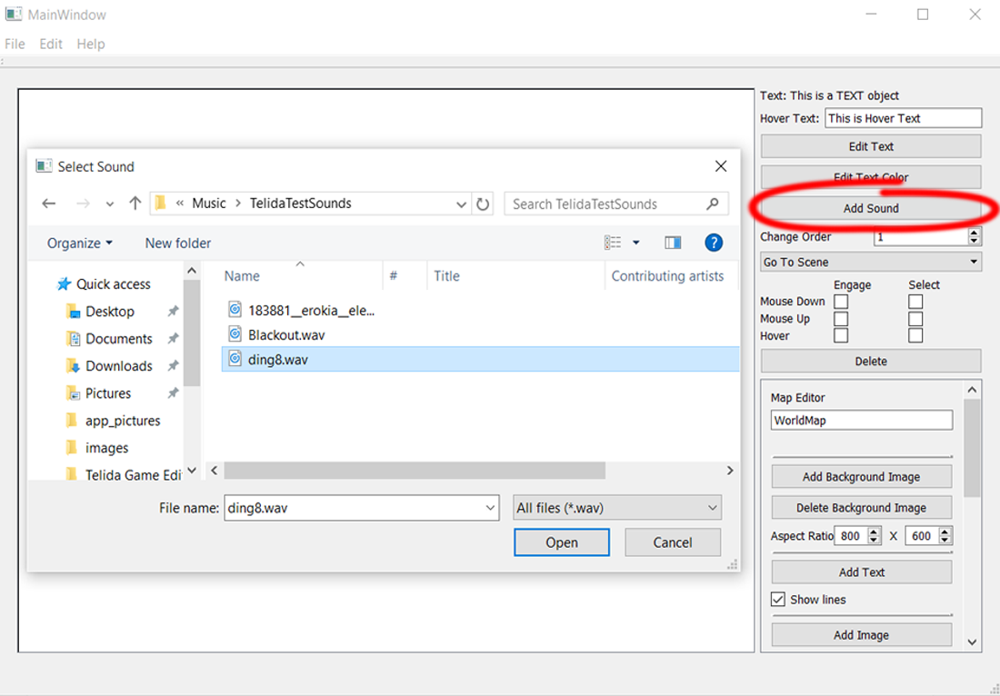 MainWindow
File Edit Help
Select Sound
« Music > TelidaTestSounds
Search TelidaTestSounds
Organize
New folder
?
Quick access
Desktop
Documents
Downloads
Pictures
app_pictures
images
Telida Game Edi
Name # Title Contributing artists
183881__erokia__ele...
Blackout.wav
ding8.wav
File name: ding8.wav
All files (*.wav)
Open Cancel
Text: This is a TEXT object
Hover Text: This is Hover Text
Edit Text
Edit Text Color
Add Sound
Change Order 1
Go To Scene
Engage Select
Mouse Down
Mouse Up
Hover
Delete
Map Editor
WorldMap
Add Background Image
Delete Background Image
Aspect Ratio 800 X 600
Add Text
Show lines
Add Image